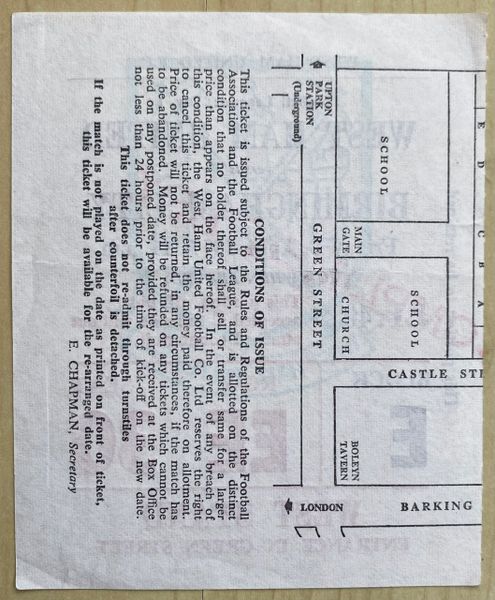 UPTON
PARK
STATION
(Underground)
SCHOOL
GREEN STREET
MAIN
GATE
CHURCH
SCHOOL
CASTLE ST
BOLEYN
TAVERN
LONDON
BARKING
CONDITIONS OF ISSUE
This ticket is issued subject to the Rules and Regulations of the Football
Association and the Football League, and is allotted on the distinct
condition that no holder thereof shall sell or transfer same for a larger
price than appears on the face hereof. In the event of any breach of
this condition, the West Ham United Football Co. Ltd reserves the right
to cancel this ticket and retain the money paid therefore on allotment.
Price of ticket will not be returned, in any circumstances, if the match has
to be abandoned. Money will be refunded on any tickets which cannot be
used on any postponed date, provided they are received at the Box Office
not less than 24 hours prior to the time of kick-off on the new date.
This ticket does not re-admit through turnstiles
after counterfoil is detached.
If the match is not played on the date as printed on front of ticket,
this ticket will be available for the re-arranged date.
E. CHAPMAN, Secretary
ENTRANCE IN GREEN STREET